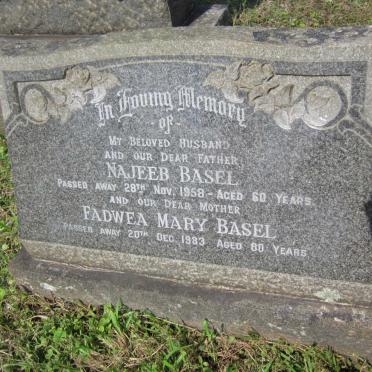 In Loving Memory
- of -
MY BELOVED HUSBAND
AND OUR DEAR FATHER
NAJEEB BASEL
PASSED AWAY 28TH NOV. 1958 - AGED 60 YEARS
AND OUR DEAR MOTHER
FADWEA MARY BASEL
PASSED AWAY 20TH DEC. 1983 AGED 80 YEARS